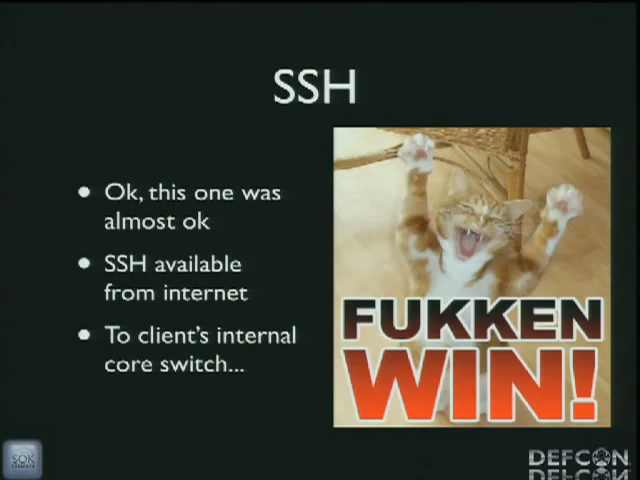 SSH
Ok, this one was
almost ok
SSH available
from internet
To client's internal
core switch...
FUKKEN
WIN!
SOK
DEFCON